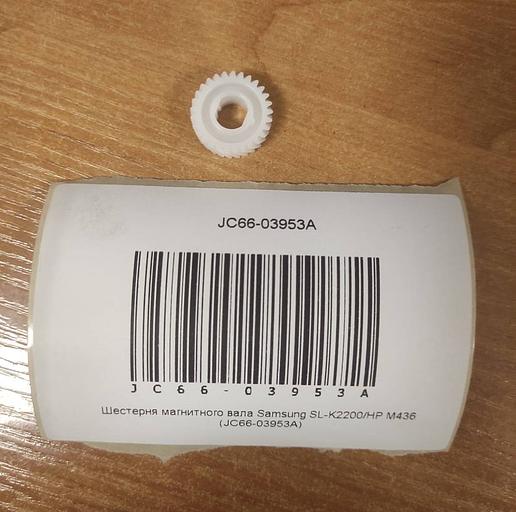 JC66-03953A
JC66-03953A
Шестерня магнитного вала Samsung SL-K2200/HP M436
(JC66-03953A)